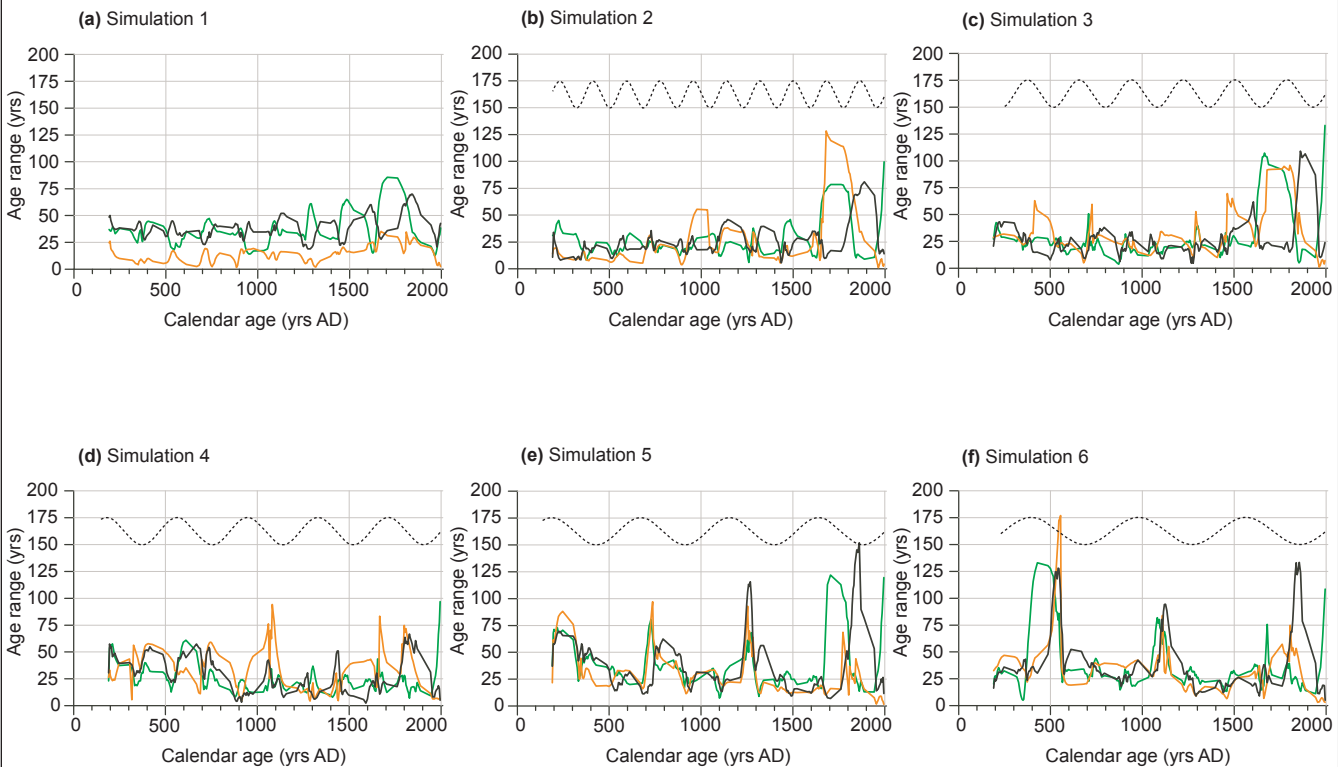 (a) Simulation 1
200
175
150
125
100
75
50
25
0
Age range (yrs)
0 500 1000 1500 2000
Calendar age (yrs AD)
(b) Simulation 2
200
175
150
125
100
75
50
25
0
Age range (yrs)
0 500 1000 1500 2000
Calendar age (yrs AD)
(c) Simulation 3
200
175
150
125
100
75
50
25
0
Age range (yrs)
0 500 1000 1500 2000
Calendar age (yrs AD)
(d) Simulation 4
200
175
150
125
100
75
50
25
0
Age range (yrs)
0 500 1000 1500 2000
Calendar age (yrs AD)
(e) Simulation 5
200
175
150
125
100
75
50
25
0
Age range (yrs)
0 500 1000 1500 2000
Calendar age (yrs AD)
(f) Simulation 6
200
175
150
125
100
75
50
25
0
Age range (yrs)
0 500 1000 1500 2000
Calendar age (yrs AD)